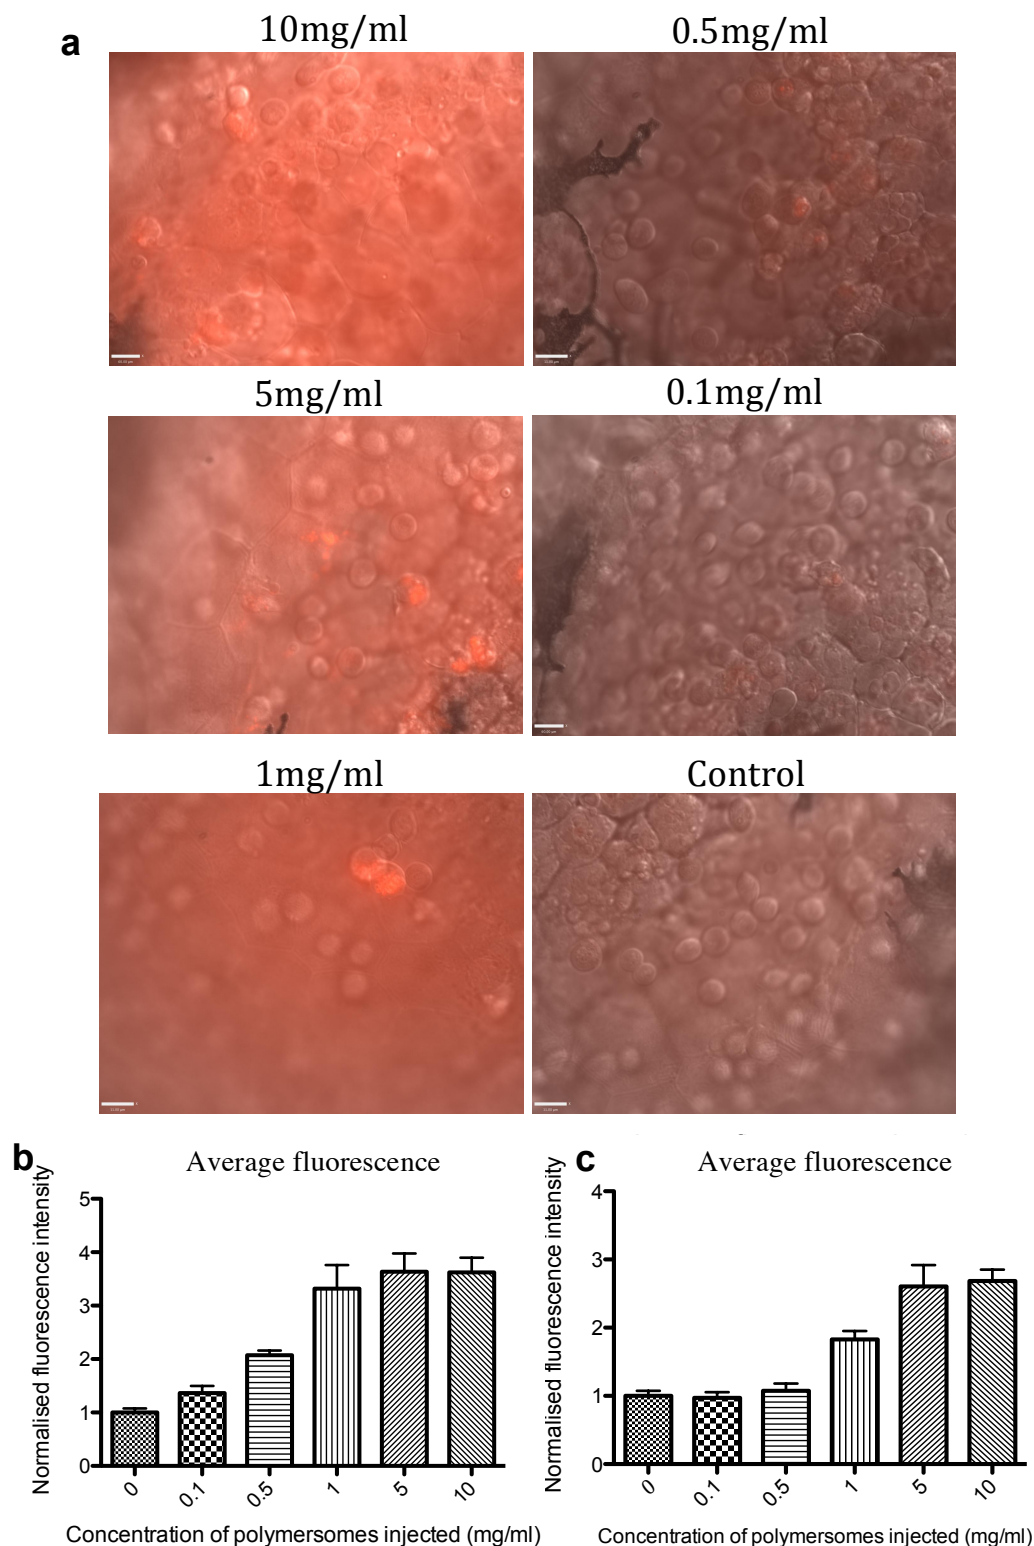 a
10mg/ml
0.5mg/ml
5mg/ml
0.1mg/ml
1mg/ml
Control
b
Average fluorescence
Normalised fluorescence intensity
5
4
3
2
1
0
0
0.1
0.5
1
5
10
Concentration of polymersomes injected (mg/ml)
c
Average fluorescence
Normalised fluorescence intensity
4
3
2
1
0
0
0.1
0.5
1
5
10
Concentration of polymersomes injected (mg/ml)